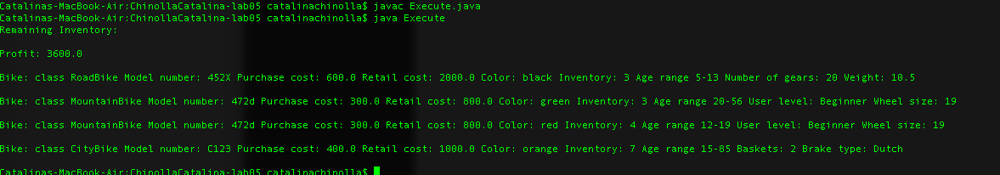 Catalinas-MacBook-Air:ChinollaCatalina-lab05 catalinachinolla$ javac Execute.java
Catalinas-MacBook-Air:ChinollaCatalina-lab05 catalinachinolla$ java Execute
Remaining Inventory:
Profit: 3600.0
Bike: class RoadBike Model number: 452X Purchase cost: 600.0 Retail cost: 2000.0 Color: black Inventory: 3 Age range 5-13 Number of gears: 20 Weight: 10.5
Bike: class MountainBike Model number: 472d Purchase cost: 300.0 Retail cost: 800.0 Color: green Inventory: 3 Age range 20-56 User level: Beginner Wheel size: 19
Bike: class MountainBike Model number: 472d Purchase cost: 300.0 Retail cost: 800.0 Color: red Inventory: 4 Age range 12-19 User level: Beginner Wheel size: 19
Bike: class CityBike Model number: C123 Purchase cost: 400.0 Retail cost: 1000.0 Color: orange Inventory: 7 Age range 15-85 Baskets: 2 Brake type: Dutch
Catalinas-MacBook-Air:ChinollaCatalina-lab05 catalinachinolla$